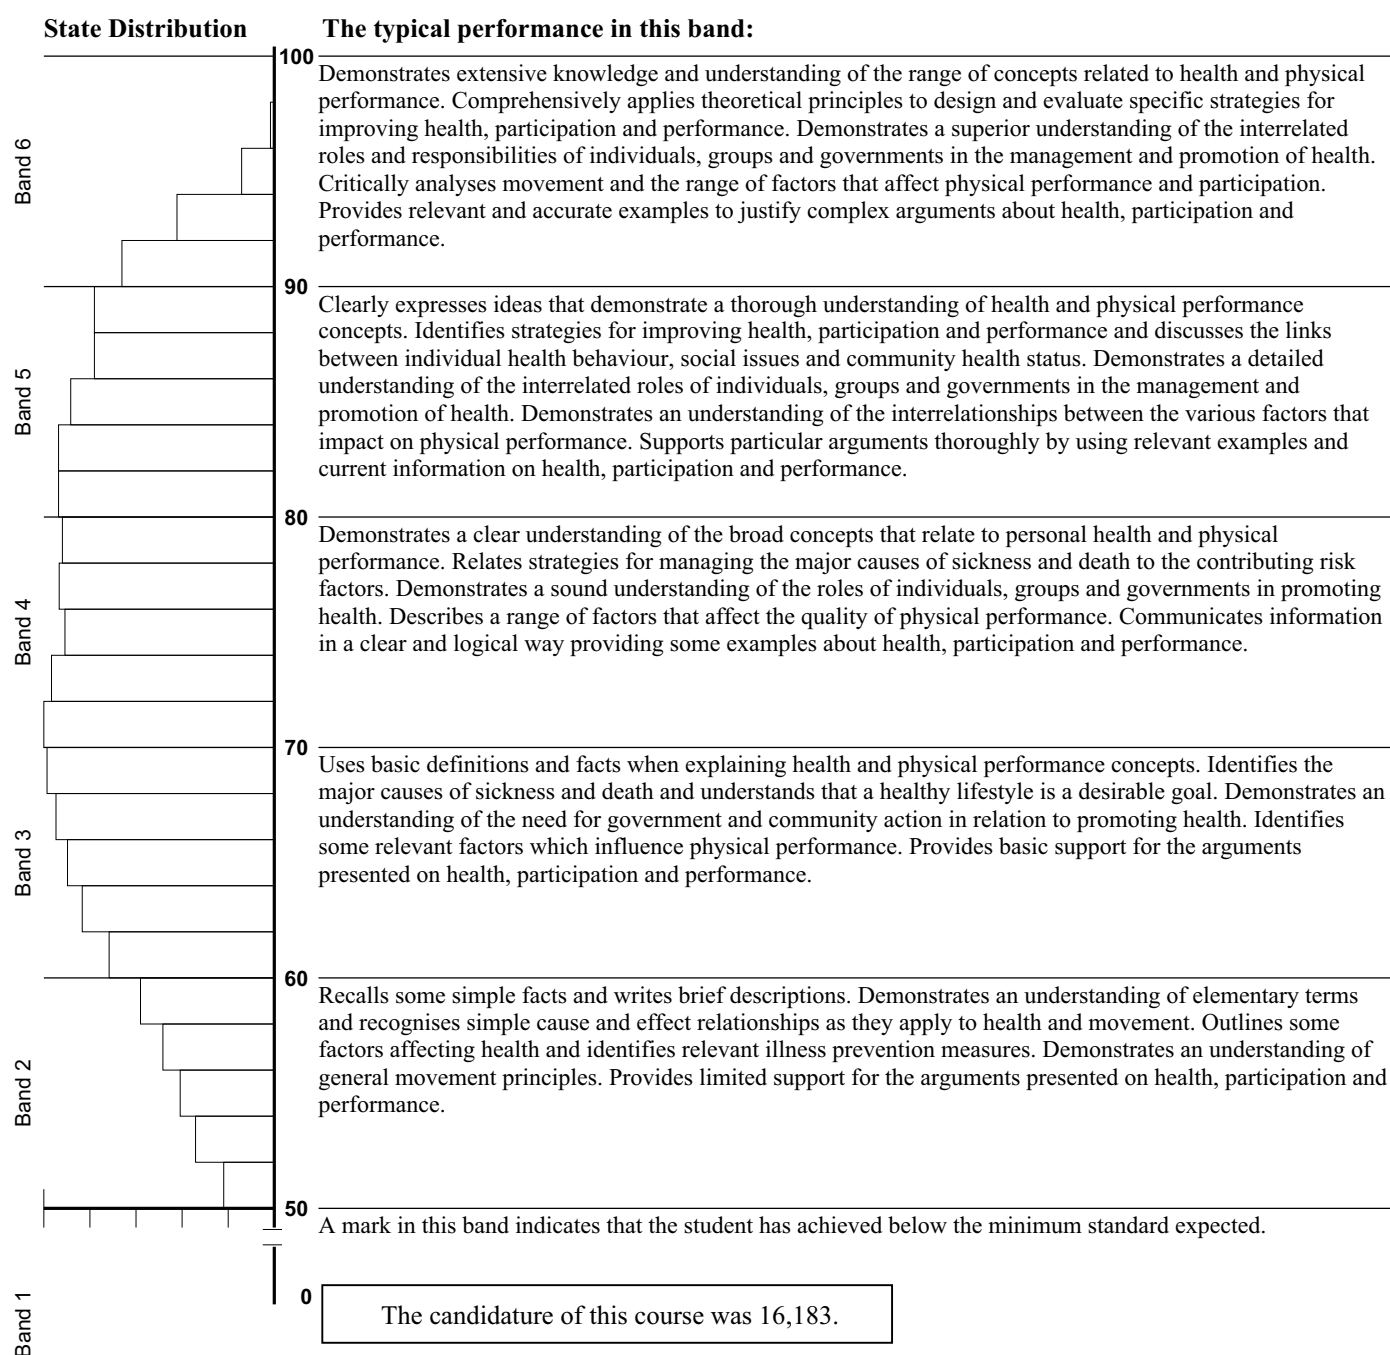 State Distribution
The typical performance in this band:
100
Band 6
Demonstrates extensive knowledge and understanding of the range of concepts related to health and physical
performance. Comprehensively applies theoretical principles to design and evaluate specific strategies for
improving health, participation and performance. Demonstrates a superior understanding of the interrelated
roles and responsibilities of individuals, groups and governments in the management and promotion of health.
Critically analyses movement and the range of factors that affect physical performance and participation.
Provides relevant and accurate examples to justify complex arguments about health, participation and
performance.
90
Band 5
Clearly expresses ideas that demonstrate a thorough understanding of health and physical performance
concepts. Identifies strategies for improving health, participation and performance and discusses the links
between individual health behaviour, social issues and community health status. Demonstrates a detailed
understanding of the interrelated roles of individuals, groups and governments in the management and
promotion of health. Demonstrates an understanding of the interrelationships between the various factors that
impact on physical performance. Supports particular arguments thoroughly by using relevant examples and
current information on health, participation and performance.
80
Band 4
Demonstrates a clear understanding of the broad concepts that relate to personal health and physical
performance. Relates strategies for managing the major causes of sickness and death to the contributing risk
factors. Demonstrates a sound understanding of the roles of individuals, groups and governments in promoting
health. Describes a range of factors that affect the quality of physical performance. Communicates information
in a clear and logical way providing some examples about health, participation and performance.
70
Band 3
Uses basic definitions and facts when explaining health and physical performance concepts. Identifies the
major causes of sickness and death and understands that a healthy lifestyle is a desirable goal. Demonstrates an
understanding of the need for government and community action in relation to promoting health. Identifies
some relevant factors which influence physical performance. Provides basic support for the arguments
presented on health, participation and performance.
60
Band 2
Recalls some simple facts and writes brief descriptions. Demonstrates an understanding of elementary terms
and recognises simple cause and effect relationships as they apply to health and movement. Outlines some
factors affecting health and identifies relevant illness prevention measures. Demonstrates an understanding of
general movement principles. Provides limited support for the arguments presented on health, participation and
performance.
50
A mark in this band indicates that the student has achieved below the minimum standard expected.
Band 1
0
The candidature of this course was 16,183.